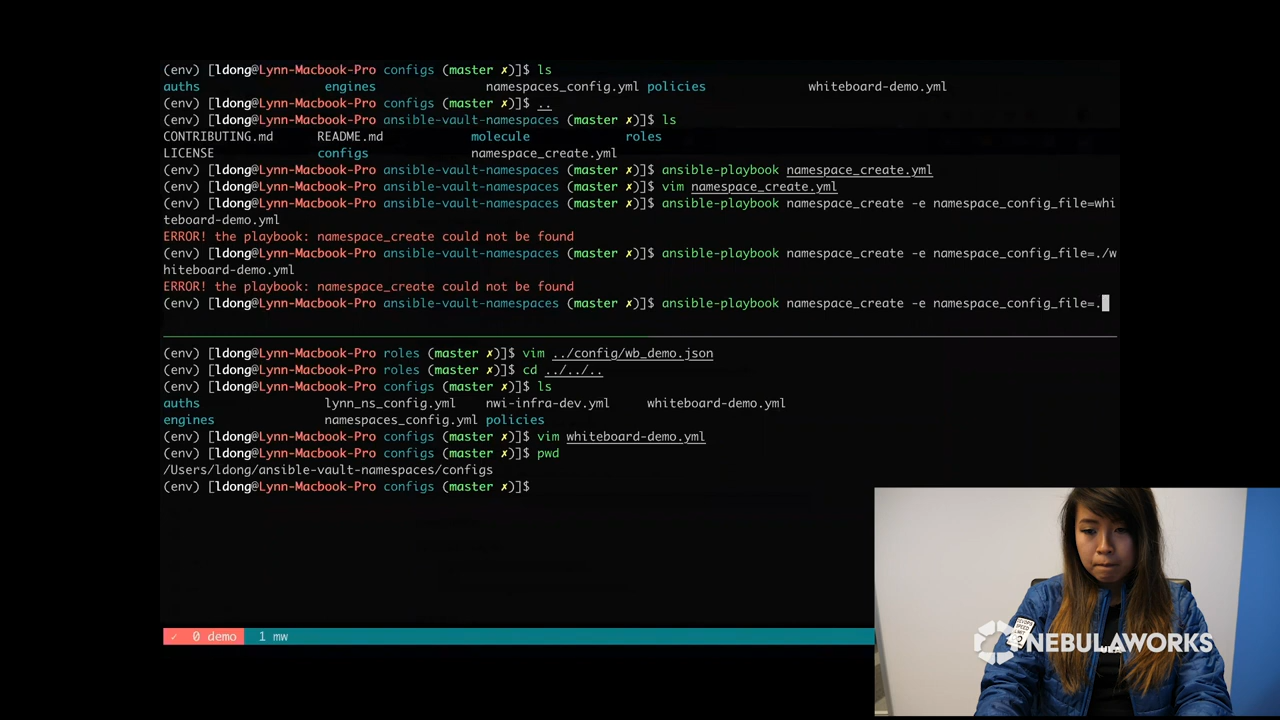 (env) [ldong@Lynn-Macbook-Pro configs (master ✗)]$ ls
auths engines namespaces_config.yml policies whiteboard-demo.yml
(env) [ldong@Lynn-Macbook-Pro configs (master ✗)]$ ..
(env) [ldong@Lynn-Macbook-Pro ansible-vault-namespaces (master ✗)]$ ls
CONTRIBUTING.md README.md molecule roles
LICENSE configs namespace_create.yml
(env) [ldong@Lynn-Macbook-Pro ansible-vault-namespaces (master ✗)]$ ansible-playbook namespace_create.yml
(env) [ldong@Lynn-Macbook-Pro ansible-vault-namespaces (master ✗)]$ vim namespace_create.yml
(env) [ldong@Lynn-Macbook-Pro ansible-vault-namespaces (master ✗)]$ ansible-playbook namespace_create -e namespace_config_file=whi
teboard-demo.yml
ERROR! the playbook: namespace_create could not be found
(env) [ldong@Lynn-Macbook-Pro ansible-vault-namespaces (master ✗)]$ ansible-playbook namespace_create -e namespace_config_file=./w
hiteboard-demo.yml
ERROR! the playbook: namespace_create could not be found
(env) [ldong@Lynn-Macbook-Pro ansible-vault-namespaces (master ✗)]$ ansible-playbook namespace_create -e namespace_config_file=.
(env) [ldong@Lynn-Macbook-Pro roles (master ✗)]$ vim ../config/wb_demo.json
(env) [ldong@Lynn-Macbook-Pro roles (master ✗)]$ cd ../../..
(env) [ldong@Lynn-Macbook-Pro configs (master ✗)]$ ls
auths lynn_ns_config.yml nwi-infra-dev.yml whiteboard-demo.yml
engines namespaces_config.yml policies
(env) [ldong@Lynn-Macbook-Pro configs (master ✗)]$ vim whiteboard-demo.yml
(env) [ldong@Lynn-Macbook-Pro configs (master ✗)]$ pwd
/Users/ldong/ansible-vault-namespaces/configs
(env) [ldong@Lynn-Macbook-Pro configs (master ✗)]$
✓ 0 demo 1 mw
NEBULAWORKS